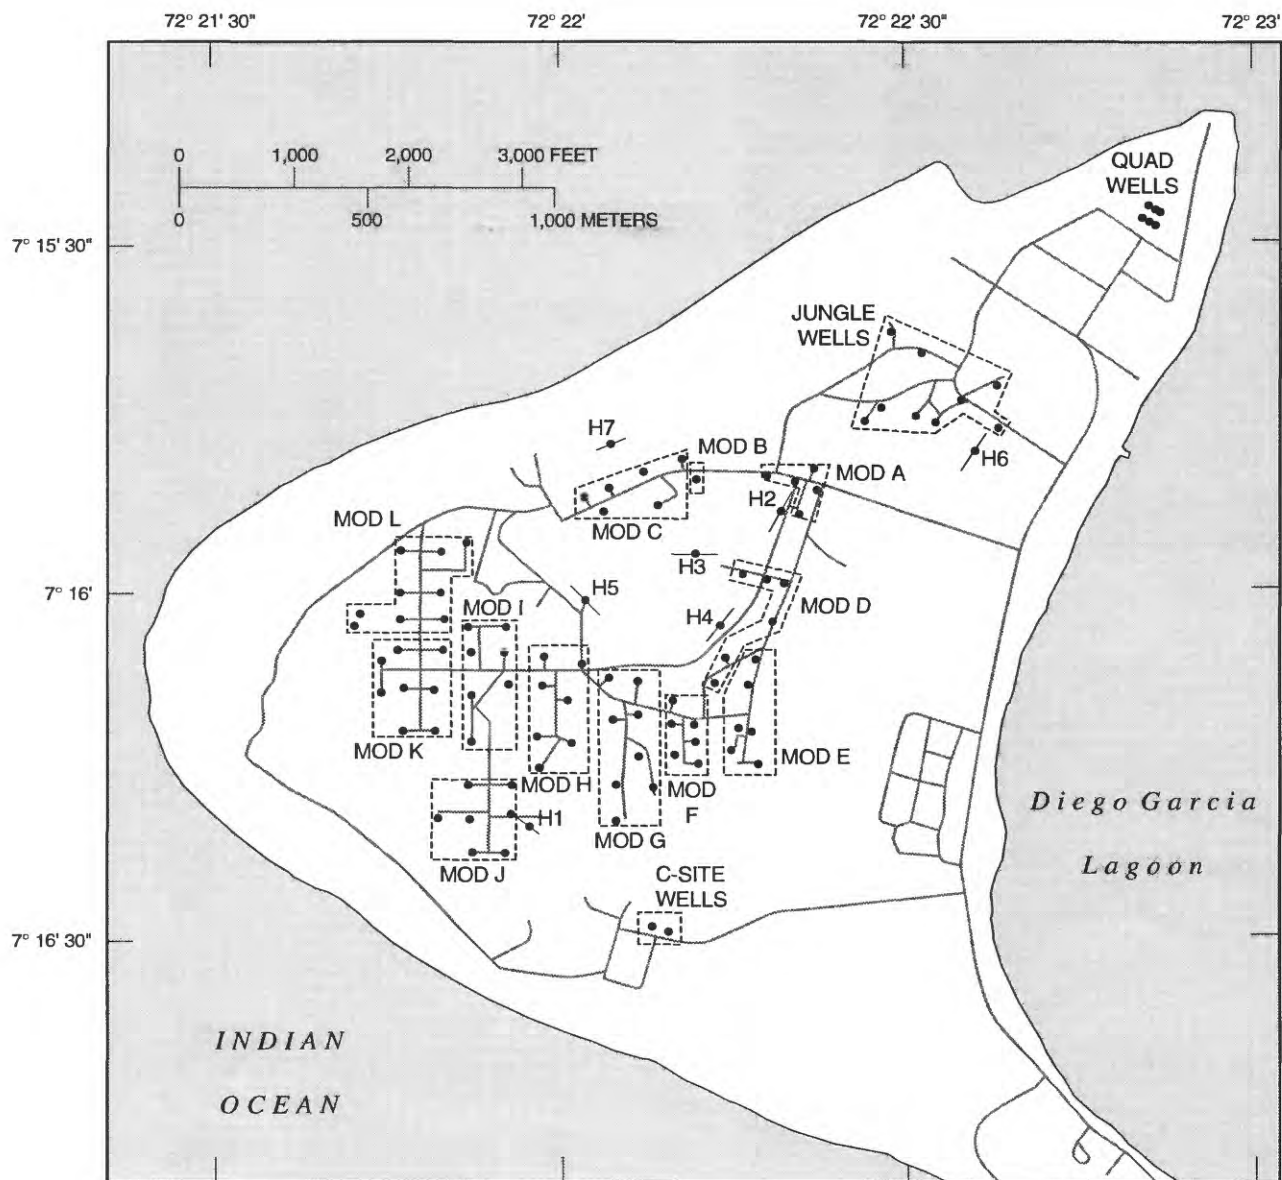 72° 21' 30" 72° 22' 72° 22' 30" 72° 23'
0 1,000 2,000 3,000 FEET
0 500 1,000 METERS
QUAD
WELLS
7° 15' 30"
JUNGLE
WELLS
H7
MOD B
MOD A
H6
H2
MOD L
MOD C
H3
7° 16'
H5
MOD I
MOD D
H4
MOD K
MOD H
MOD E
MOD
F
H1
MOD G
MOD J
Diego Garcia
Lagoon
C-SITE
WELLS
7° 16' 30"
INDIAN
OCEAN